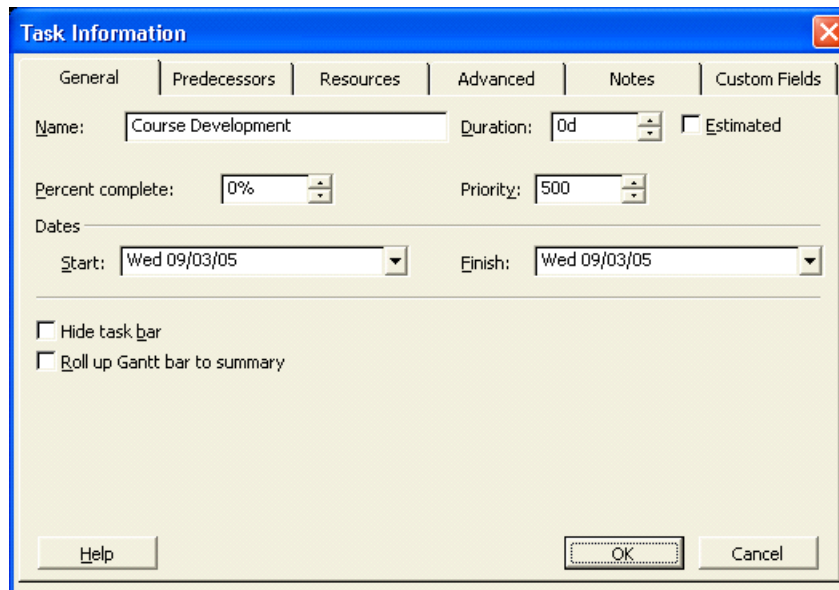 Task Information
General Predecessors Resources Advanced Notes Custom Fields
Name: Course Development Duration: 0d Estimated
Percent complete: 0% Priority: 500
Dates
Start: Wed 09/03/05 Finish: Wed 09/03/05
Hide task bar
Roll up Gantt bar to summary
Help OK Cancel